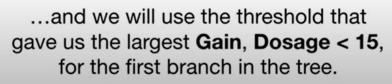 …and we will use the threshold that
gave us the largest Gain, Dosage < 15,
for the first branch in the tree.